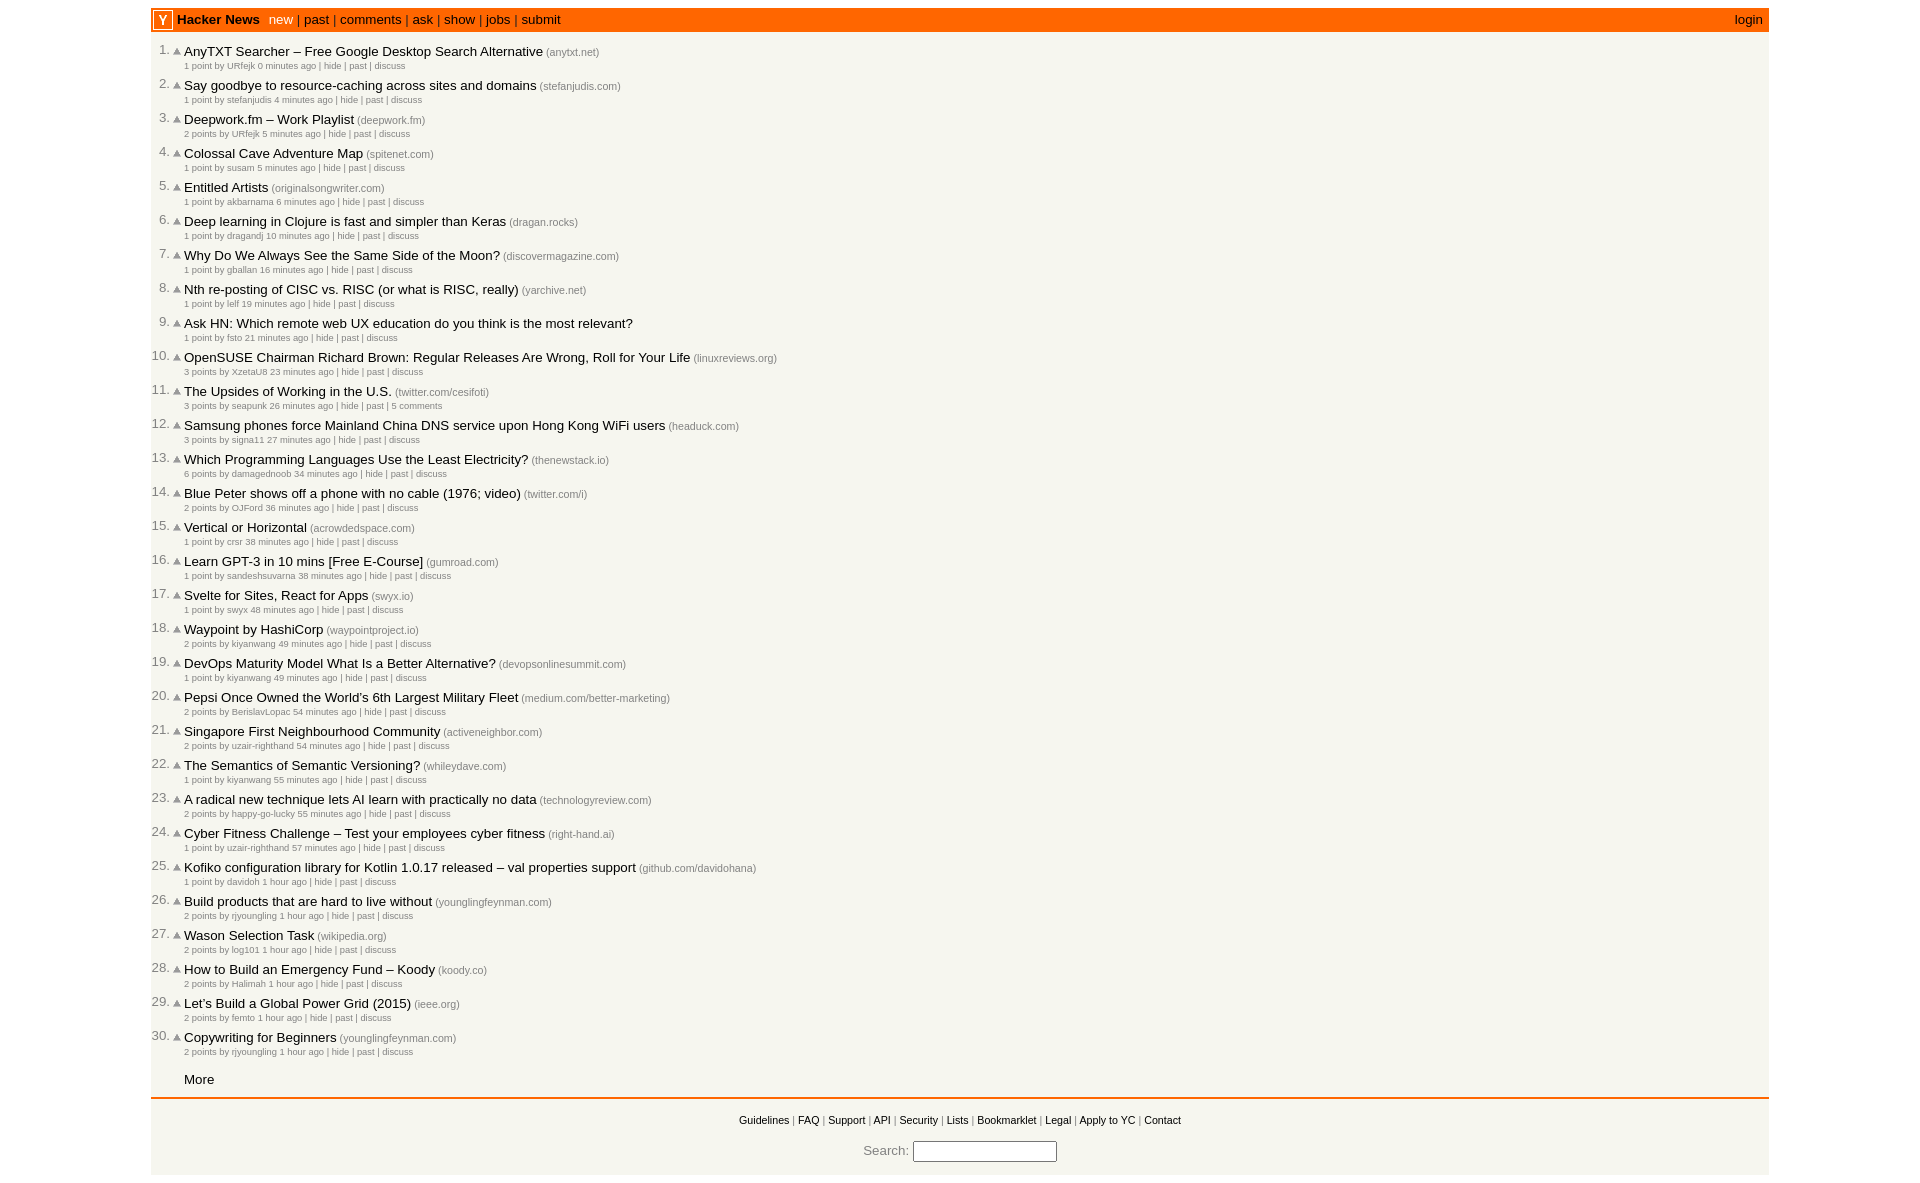 Y Hacker News new | past | comments | ask | show | jobs | submit login
1. AnyTXT Searcher – Free Google Desktop Search Alternative (anytxt.net)
1 point by URfejk 0 minutes ago | hide | past | discuss
2. Say goodbye to resource-caching across sites and domains (stefanjudis.com)
1 point by stefanjudis 4 minutes ago | hide | past | discuss
3. Deepwork.fm – Work Playlist (deepwork.fm)
2 points by URfejk 5 minutes ago | hide | past | discuss
4. Colossal Cave Adventure Map (spitenet.com)
1 point by susam 5 minutes ago | hide | past | discuss
5. Entitled Artists (originalsongwriter.com)
1 point by akbarnama 6 minutes ago | hide | past | discuss
6. Deep learning in Clojure is fast and simpler than Keras (dragan.rocks)
1 point by dragandj 10 minutes ago | hide | past | discuss
7. Why Do We Always See the Same Side of the Moon? (discovermagazine.com)
1 point by gballan 16 minutes ago | hide | past | discuss
8. Nth re-posting of CISC vs. RISC (or what is RISC, really) (yarchive.net)
1 point by lelf 19 minutes ago | hide | past | discuss
9. Ask HN: Which remote web UX education do you think is the most relevant?
1 point by fsto 21 minutes ago | hide | past | discuss
10. OpenSUSE Chairman Richard Brown: Regular Releases Are Wrong, Roll for Your Life (linuxreviews.org)
3 points by XzetaU8 23 minutes ago | hide | past | discuss
11. The Upsides of Working in the U.S. (twitter.com/cesifoti)
3 points by seapunk 26 minutes ago | hide | past | 5 comments
12. Samsung phones force Mainland China DNS service upon Hong Kong WiFi users (headuck.com)
3 points by signa11 27 minutes ago | hide | past | discuss
13. Which Programming Languages Use the Least Electricity? (thenewstack.io)
6 points by damagednoob 34 minutes ago | hide | past | discuss
14. Blue Peter shows off a phone with no cable (1976; video) (twitter.com/i)
2 points by OJFord 36 minutes ago | hide | past | discuss
15. Vertical or Horizontal (acrowdedspace.com)
1 point by crsr 38 minutes ago | hide | past | discuss
16. Learn GPT-3 in 10 mins [Free E-Course] (gumroad.com)
1 point by sandeshsuvarna 38 minutes ago | hide | past | discuss
17. Svelte for Sites, React for Apps (swyx.io)
1 point by swyx 48 minutes ago | hide | past | discuss
18. Waypoint by HashiCorp (waypointproject.io)
2 points by kiyanwang 49 minutes ago | hide | past | discuss
19. DevOps Maturity Model What Is a Better Alternative? (devopsonlinesummit.com)
1 point by kiyanwang 49 minutes ago | hide | past | discuss
20. Pepsi Once Owned the World's 6th Largest Military Fleet (medium.com/better-marketing)
2 points by BerislavLopac 54 minutes ago | hide | past | discuss
21. Singapore First Neighbourhood Community (activeneighbor.com)
2 points by uzair-righthand 54 minutes ago | hide | past | discuss
22. The Semantics of Semantic Versioning? (whileydave.com)
1 point by kiyanwang 55 minutes ago | hide | past | discuss
23. A radical new technique lets AI learn with practically no data (technologyreview.com)
2 points by happy-go-lucky 55 minutes ago | hide | past | discuss
24. Cyber Fitness Challenge – Test your employees cyber fitness (right-hand.ai)
1 point by uzair-righthand 57 minutes ago | hide | past | discuss
25. Kofiko configuration library for Kotlin 1.0.17 released – val properties support (github.com/davidohana)
1 point by davidoh 1 hour ago | hide | past | discuss
26. Build products that are hard to live without (younglingfeynman.com)
2 points by rjyoungling 1 hour ago | hide | past | discuss
27. Wason Selection Task (wikipedia.org)
2 points by log101 1 hour ago | hide | past | discuss
28. How to Build an Emergency Fund – Koody (koody.co)
2 points by Halimah 1 hour ago | hide | past | discuss
29. Let's Build a Global Power Grid (2015) (ieee.org)
2 points by femto 1 hour ago | hide | past | discuss
30. Copywriting for Beginners (younglingfeynman.com)
2 points by rjyoungling 1 hour ago | hide | past | discuss
More
Guidelines | FAQ | Support | API | Security | Lists | Bookmarklet | Legal | Apply to YC | Contact
Search: